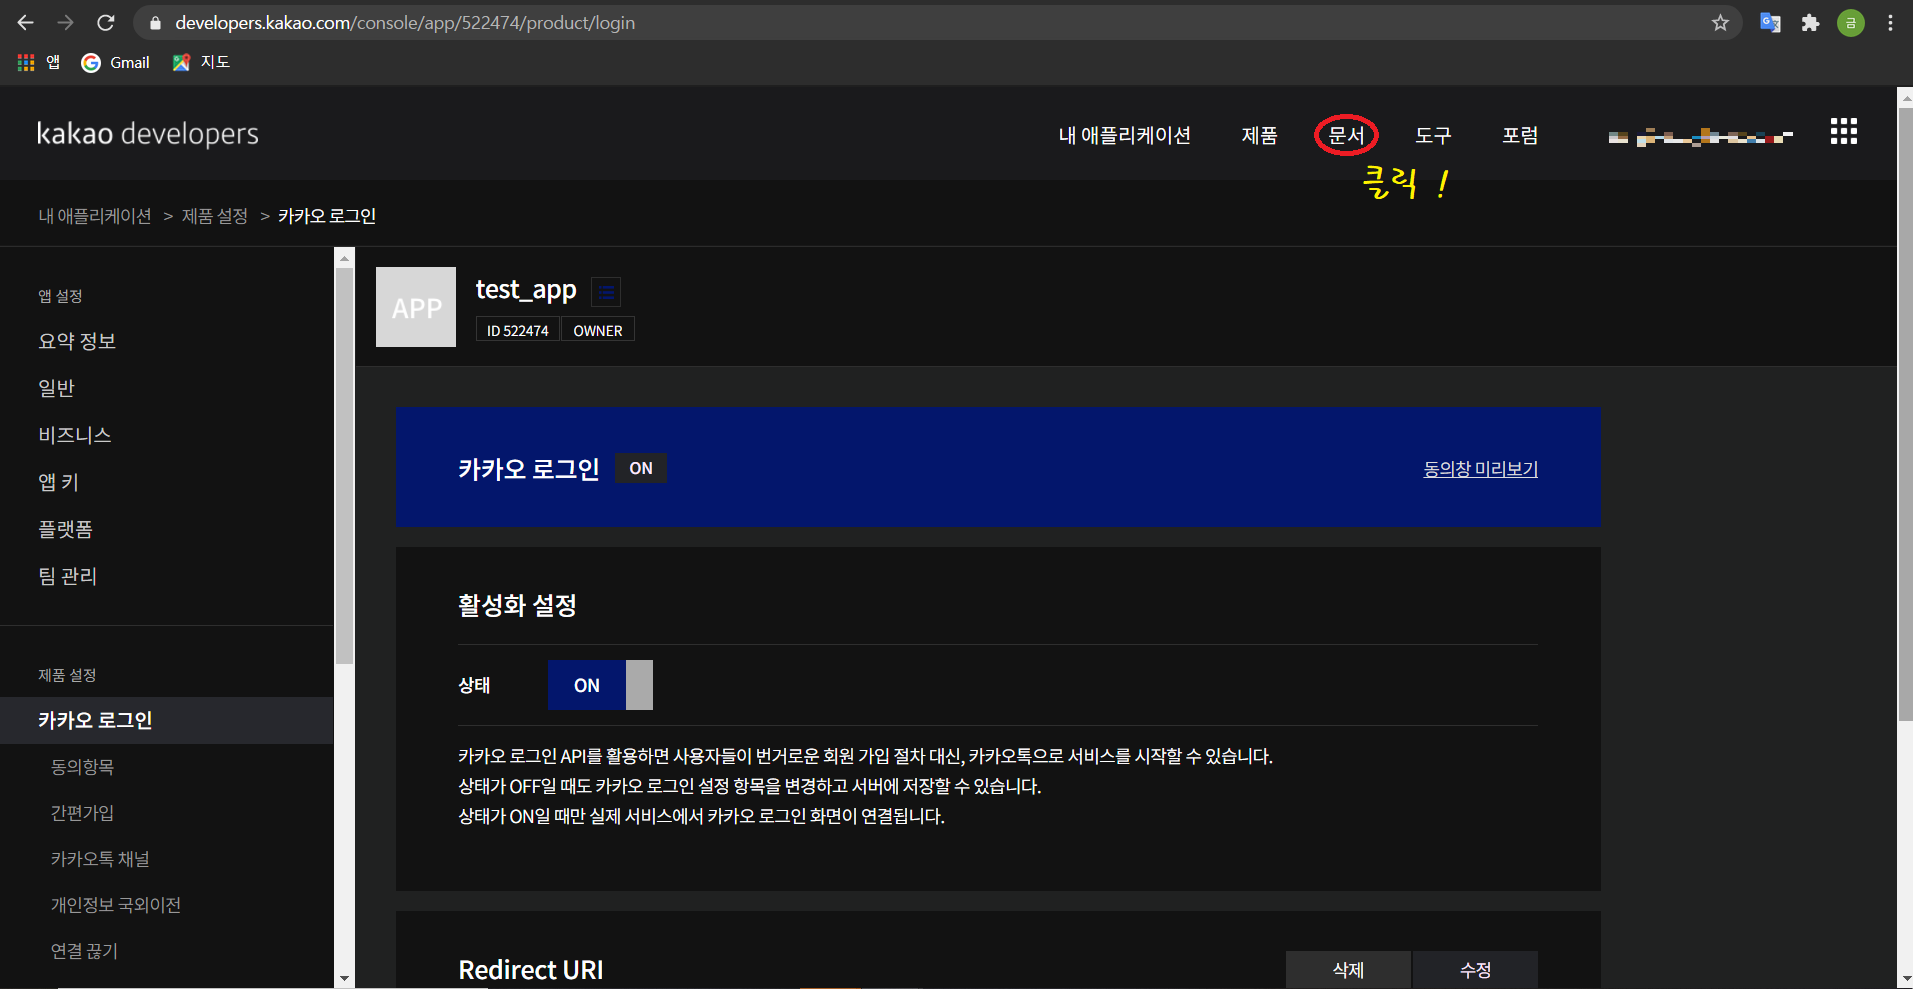 developers.kakao.com/console/app/522474/product/login
금
앱 Gmail 지도
kakao developers
내 애플리케이션 제품 문서 도구 포럼
클릭 !
내 애플리케이션 > 제품 설정 > 카카오 로그인
앱 설정
요약 정보
일반
비즈니스
앱 키
플랫폼
팀 관리
제품 설정
카카오 로그인
동의항목
간편가입
카카오톡 채널
개인정보 국외이전
연결 끊기
APP
test_app
ID 522474 OWNER
카카오 로그인 ON
동의창 미리보기
활성화 설정
상태 ON
카카오 로그인 API를 활용하면 사용자들이 번거로운 회원 가입 절차 대신, 카카오톡으로 서비스를 시작할 수 있습니다.
상태가 OFF일 때도 카카오 로그인 설정 항목을 변경하고 서버에 저장할 수 있습니다.
상태가 ON일 때만 실제 서비스에서 카카오 로그인 화면이 연결됩니다.
Redirect URI
삭제 수정